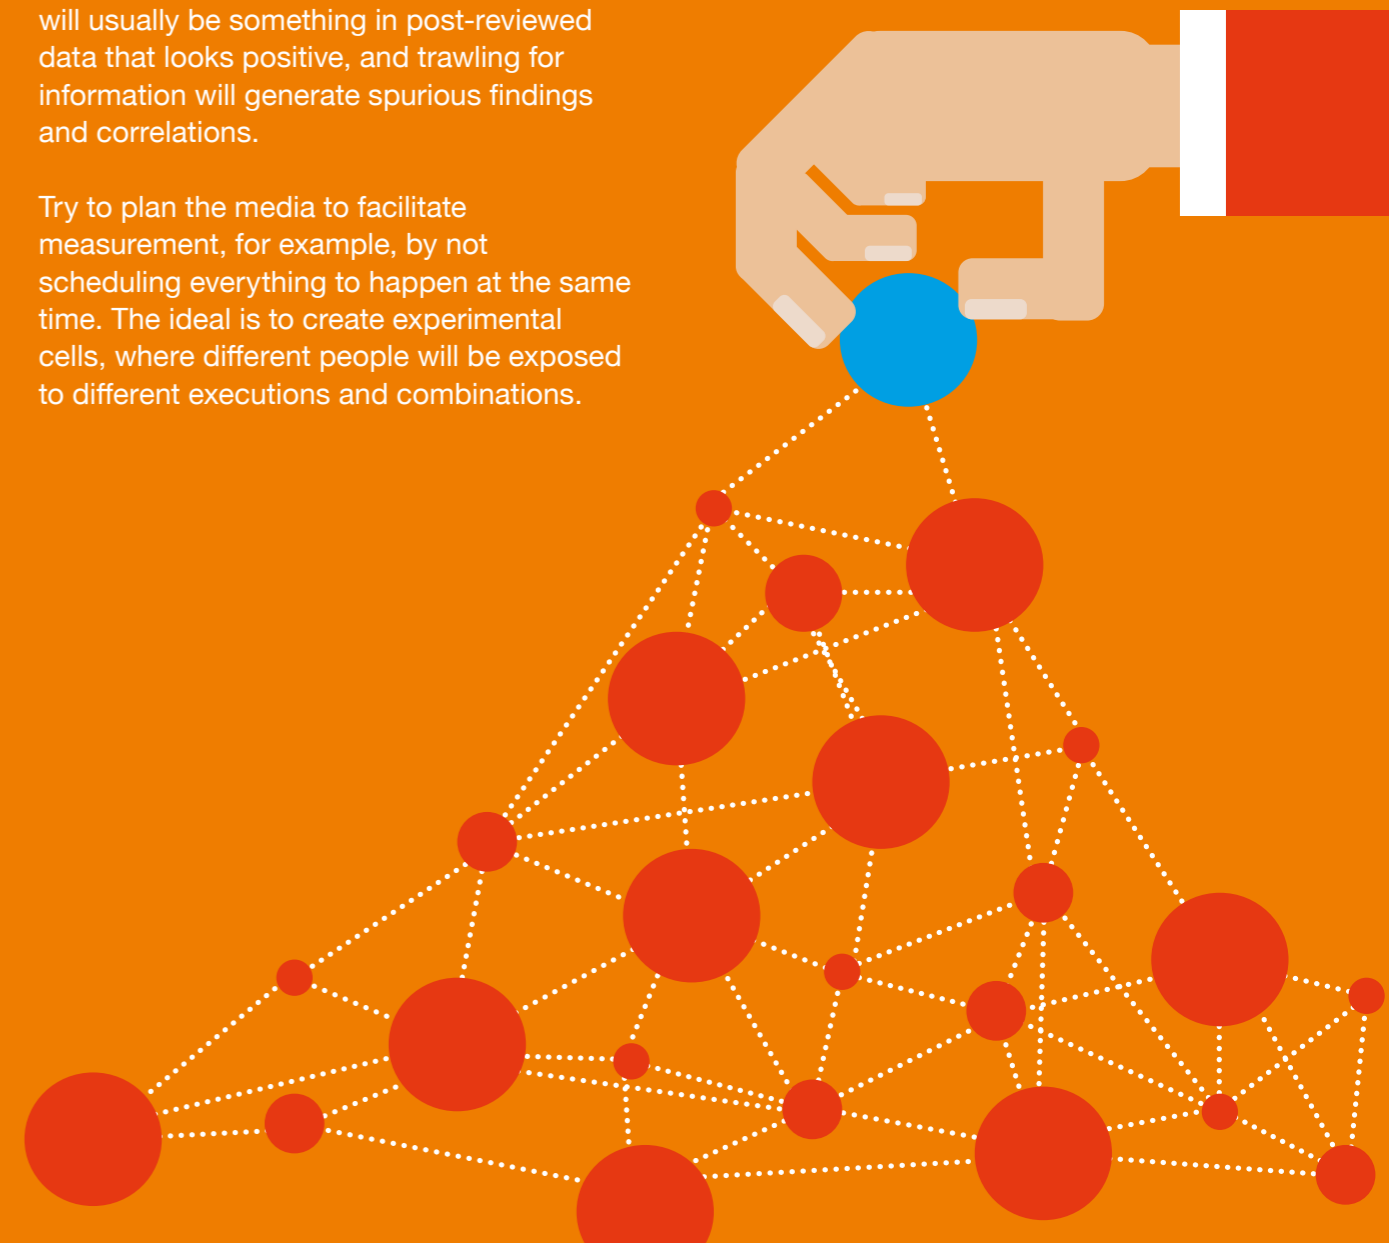 will usually be something in post-reviewed
data that looks positive, and trawling for
information will generate spurious findings
and correlations.
Try to plan the media to facilitate
measurement, for example, by not
scheduling everything to happen at the same
time. The ideal is to create experimental
cells, where different people will be exposed
to different executions and combinations.